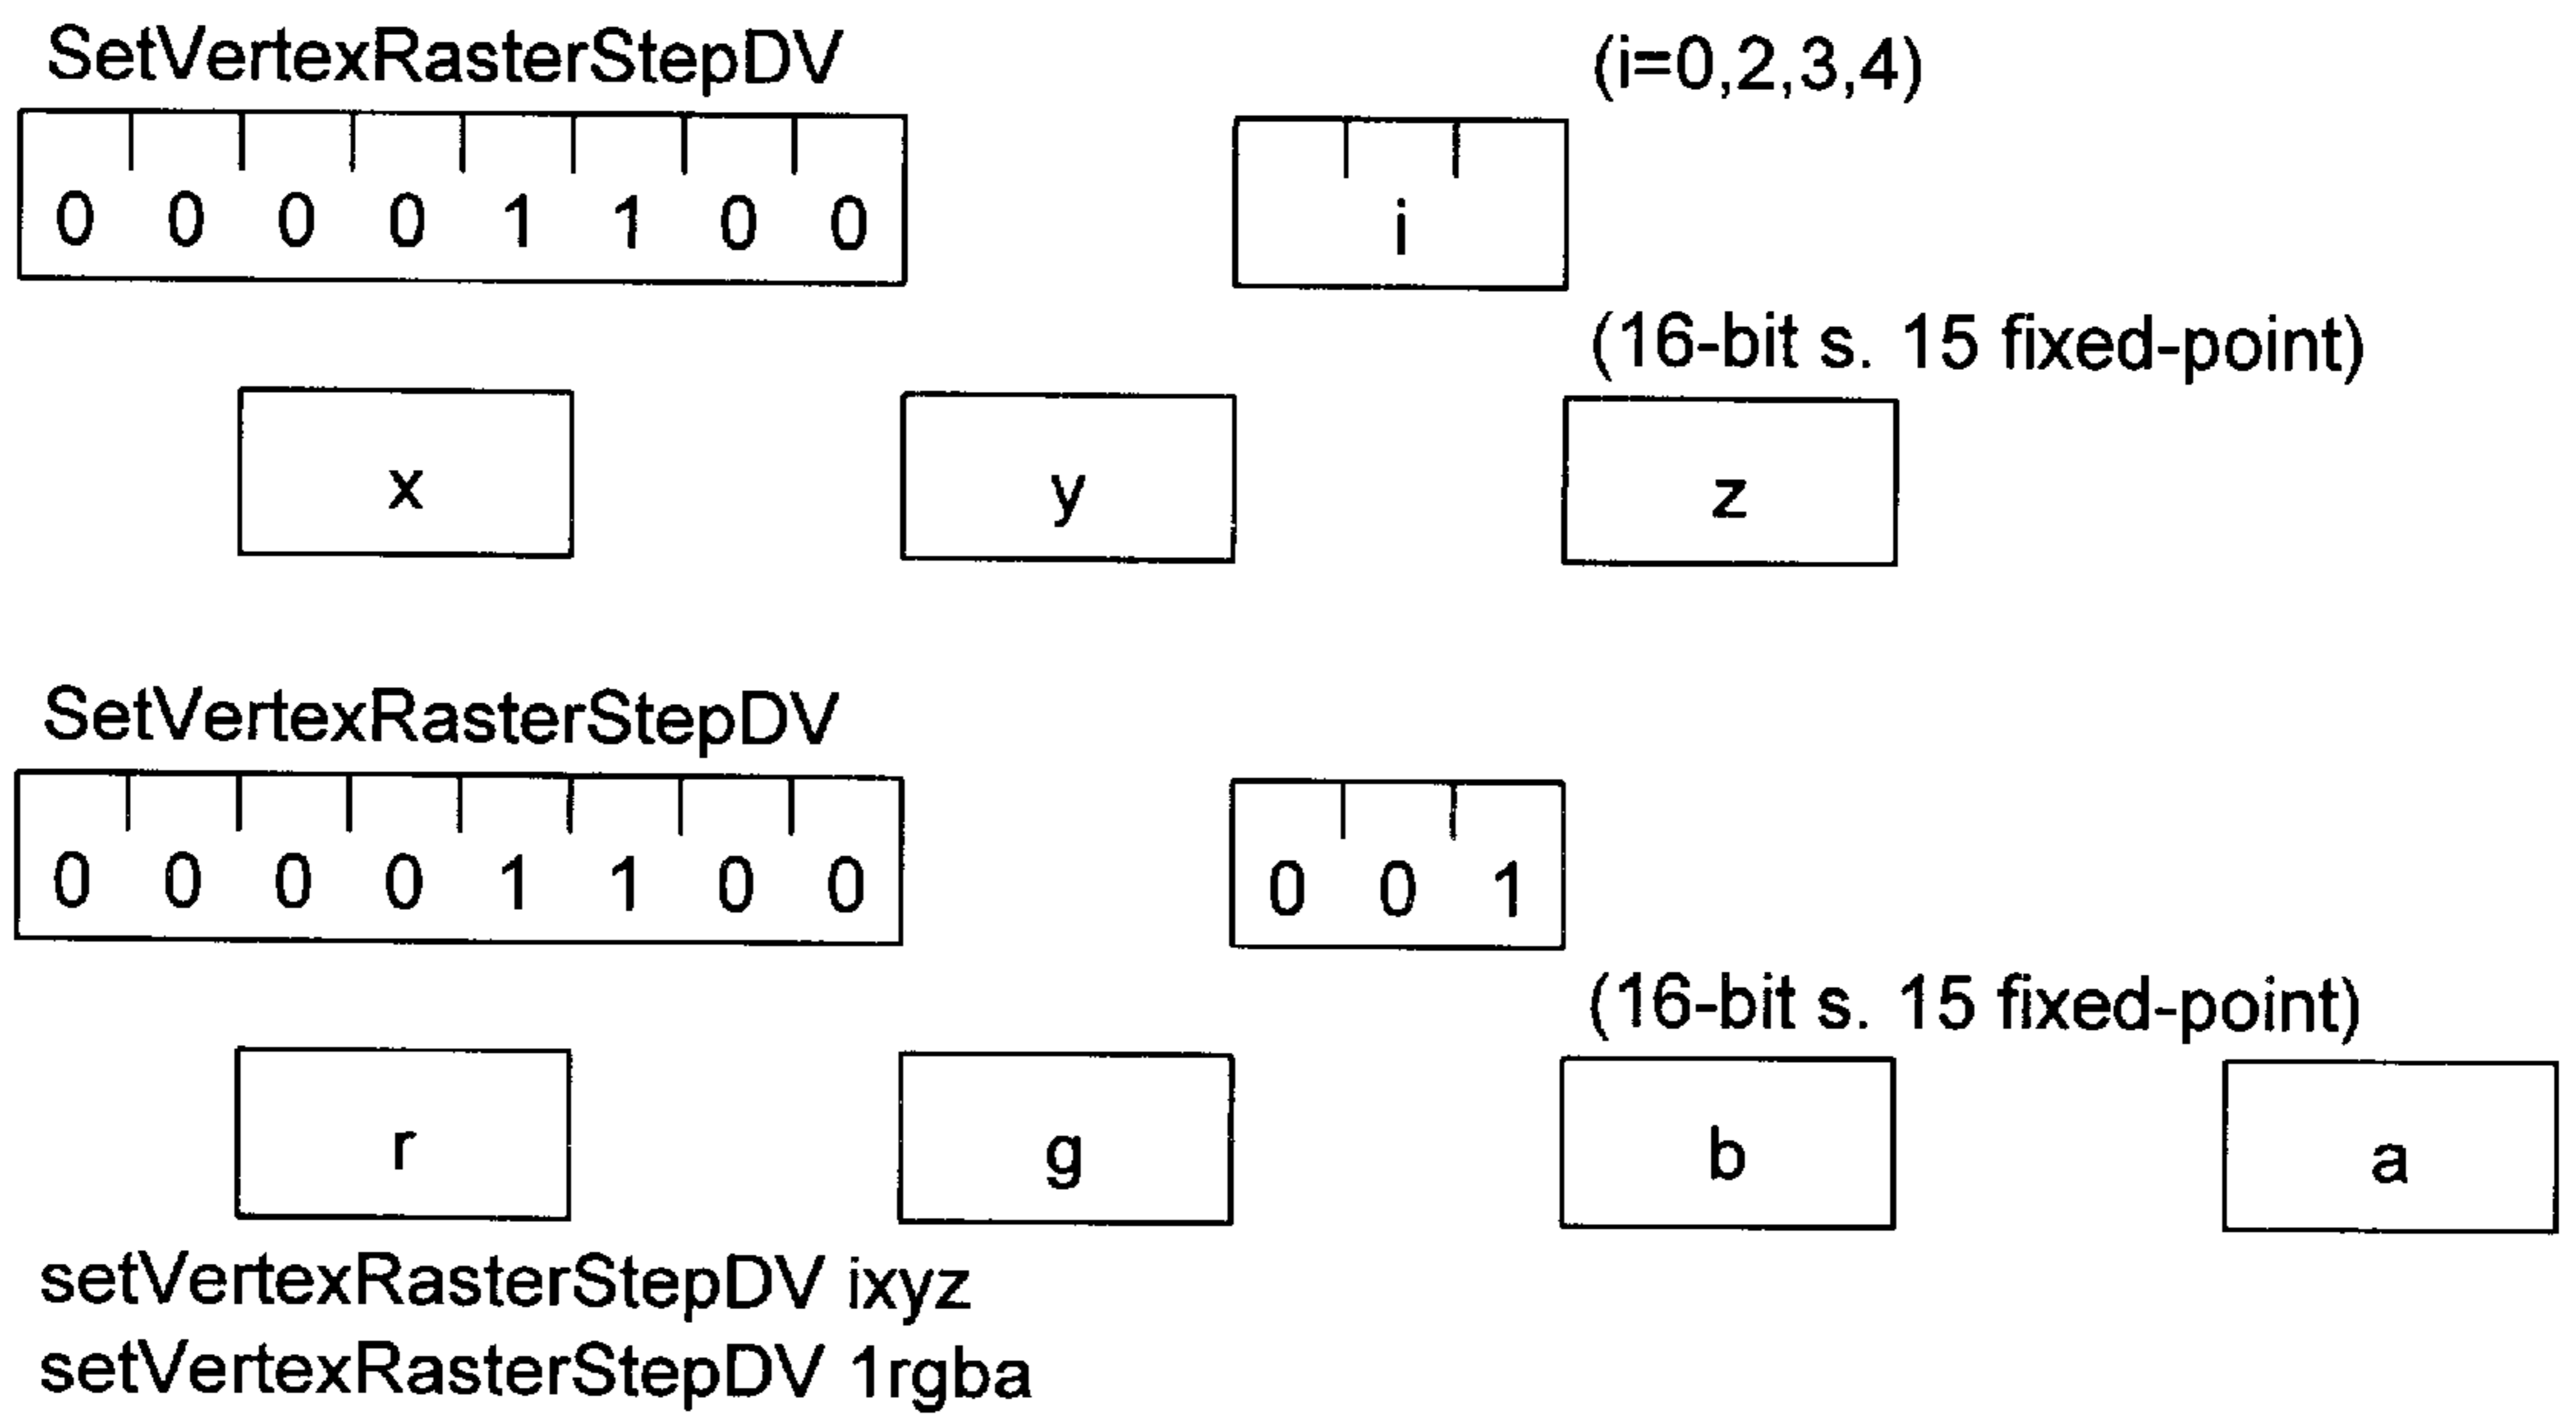 SetVertexRasterStepDV (i=0,2,3,4)
0 0 0 0 1 1 0 0 i
(16-bit s. 15 fixed-point)
x y z
SetVertexRasterStepDV
0 0 0 0 1 1 0 0 0 0 1
(16-bit s. 15 fixed-point)
r g b a
setVertexRasterStepDV ixyz
setVertexRasterStepDV 1rgba